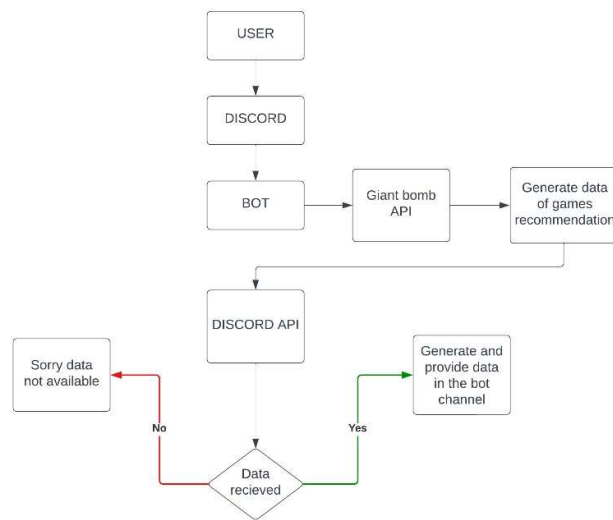 USER
DISCORD
BOT
Giant bomb
API
Generate data
of games
recommendation
DISCORD API
Sorry data
not available
Generate and
provide data
in the bot
channel
No
Yes
Data
recieved